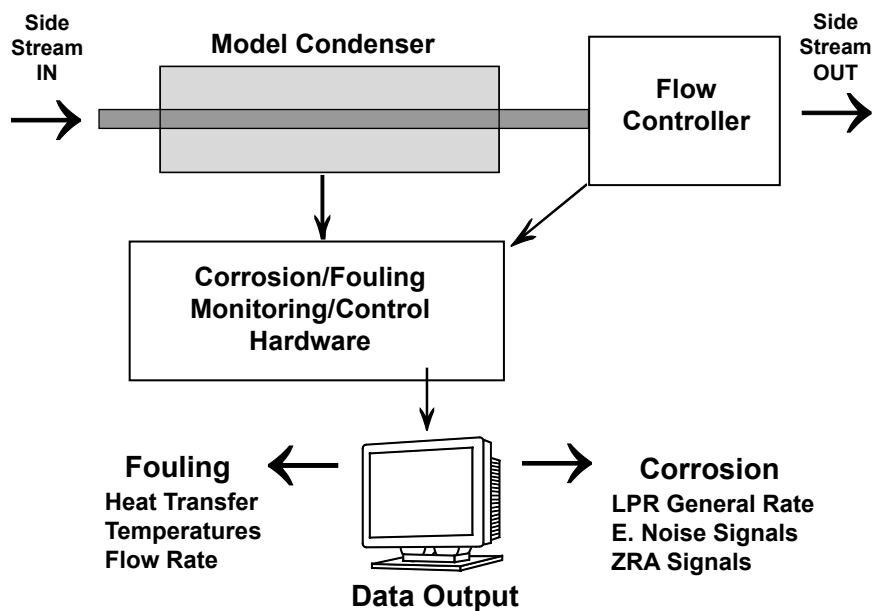 Side
Stream
IN
Model Condenser
Flow
Controller
Side
Stream
OUT
Corrosion/Fouling
Monitoring/Control
Hardware
Fouling
Heat Transfer
Temperatures
Flow Rate
Corrosion
LPR General Rate
E. Noise Signals
ZRA Signals
Data Output